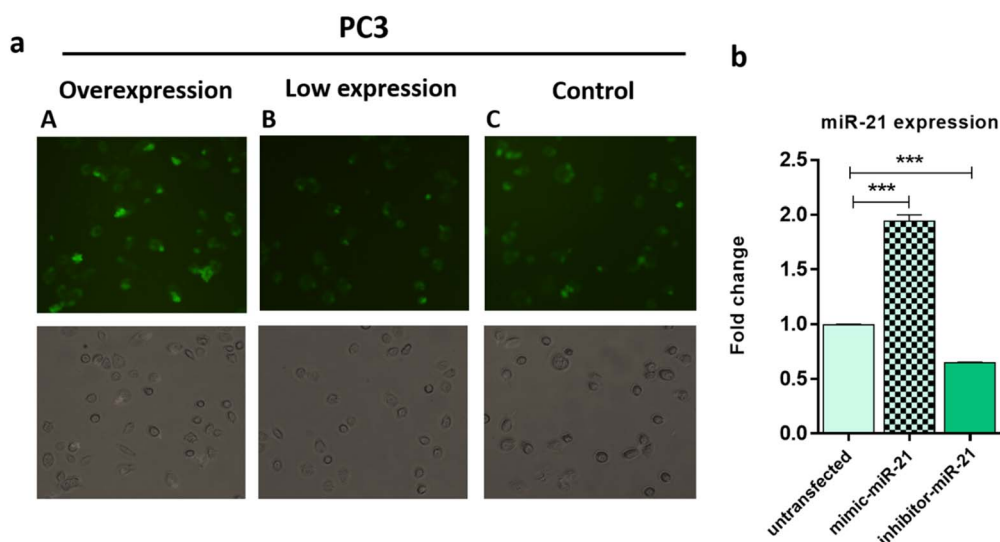 a
PC3
Overexpression
Low expression
Control
A
B
C
b
miR-21 expression
***
***
Fold change
2.5
2.0
1.5
1.0
0.5
0.0
untransfected
mimic-miR-21
inhibitor-miR-21